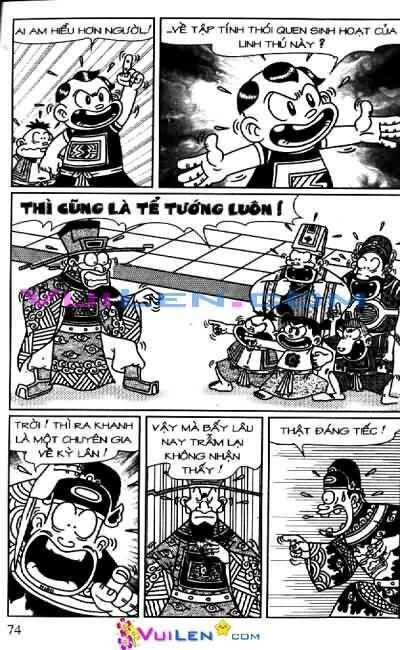 AI AM HIỂU HƠN NGƯỜI..!
...VỀ TẬP TÍNH THÓI QUEN SINH HOẠT CỦA
LINH THÚ NÀY ?
THÌ CŨNG LÀ TỂ TƯỚNG LUÔN !
VUILEN.COM
TRỜI ! THÌ RA KHANH
LÀ MỘT CHUYÊN GIA
VỀ KỲ LÂN !
VẬY MÀ BẤY LÂU
NAY TRẪM LẠI
KHÔNG NHẬN
THẤY !
THẬT ĐÁNG TIẾC !
74
VUILEN.COM